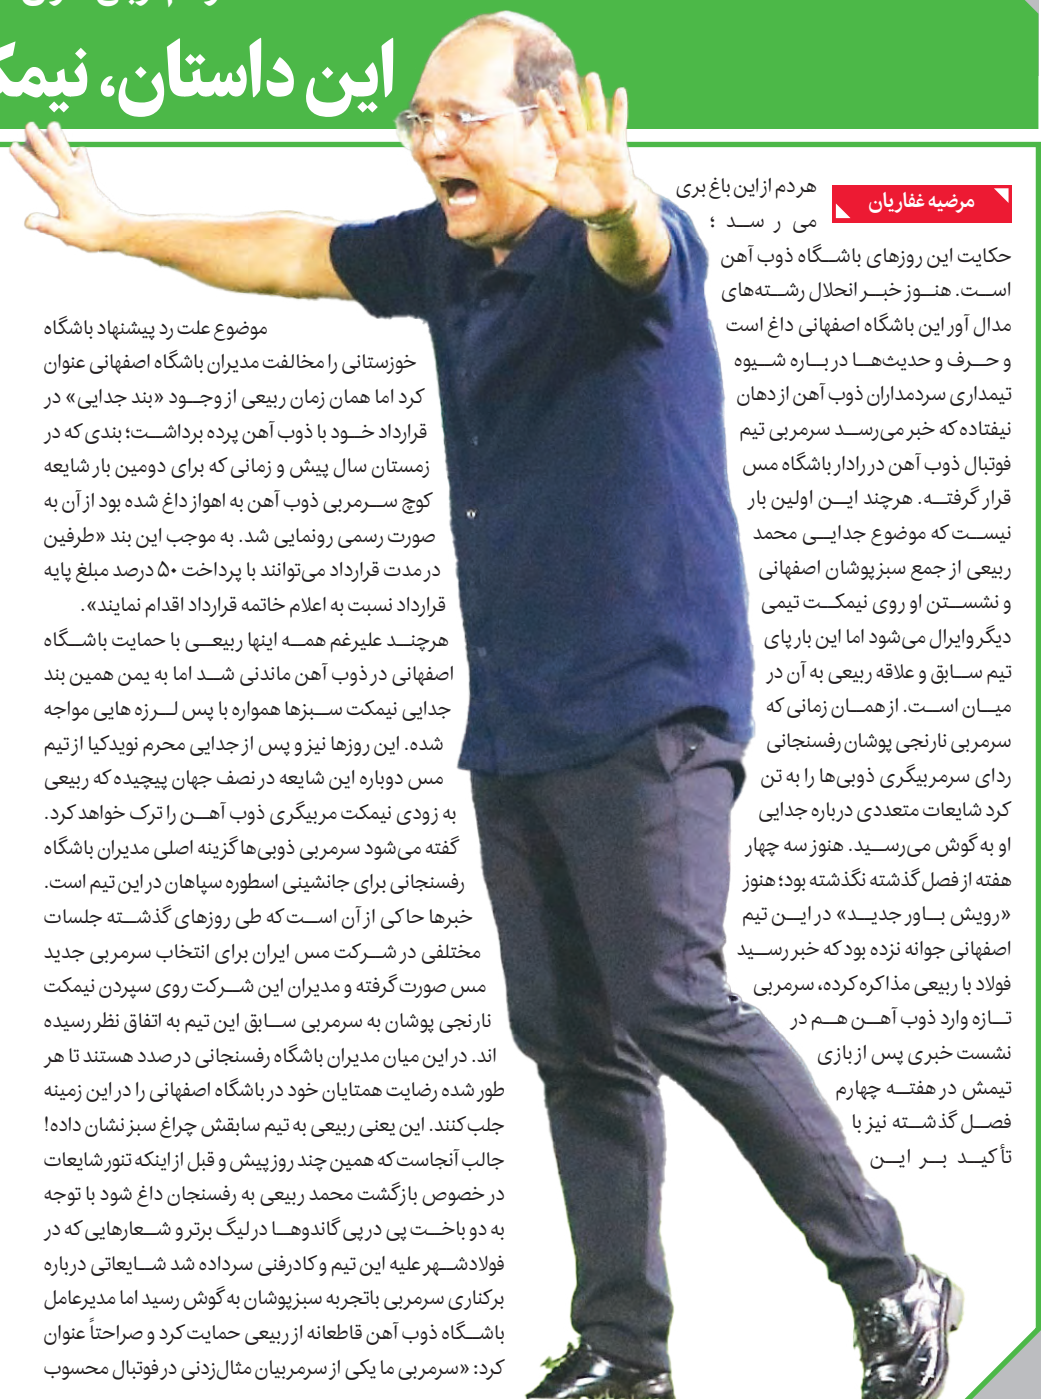 این داستان، نیمک
مرضیه غفاریان
هر دم از این باغ بری
می رسد؛
حکایت این روزهای باشگاه ذوب آهن
است. هنوز خبر انحلال رشته‌های
مدال آور این باشگاه اصفهانی داغ است
و حرف و حدیث‌ها در باره شیوه
تیمداری سردمداران ذوب آهن از دهان
نیفتاده که خبر می‌رسد سرمربی تیم
فوتبال ذوب آهن در رادار باشگاه مس
قرار گرفته. هرچند این اولین بار
نیست که موضوع جدایی محمد
ربیعی از جمع سبزپوشان اصفهانی
و نشستن او روی نیمکت تیمی
دیگر وایرال می‌شود اما این بار پای
تیم سابق و علاقه ربیعی به آن در
میان است. از همان زمانی که
سرمربی نارنجی پوشان رفسنجانی
ردای سرمربیگری ذوبی‌ها را به تن
کرد شایعات متعددی درباره جدایی
او به گوش می‌رسید. هنوز سه چهار
هفته از فصل گذشته نگذشته بود؛ هنوز
«رویش باور جدید» در این تیم
اصفهانی جوانه نزده بود که خبر رسید
فولاد با ربیعی مذاکره کرده، سرمربی
تازه وارد ذوب آهن هم در
نشست خبری پس از بازی
تیمش در هفته چهارم
فصل گذشته نیز با
تأکید بر این
موضوع علت رد پیشنهاد باشگاه
خوزستانی را مخالفت مدیران باشگاه اصفهانی عنوان
کرد اما همان زمان ربیعی از وجود «بند جدایی» در
قرارداد خود با ذوب آهن پرده برداشت؛ بندی که در
زمستان سال پیش و زمانی که برای دومین بار شایعه
کوچ سرمربی ذوب آهن به اهواز داغ شده بود از آن به
صورت رسمی رونمایی شد. به موجب این بند «طرفین
در مدت قرارداد می‌توانند با پرداخت ۵۰ درصد مبلغ پایه
قرارداد نسبت به اعلام خاتمه قرارداد اقدام نمایند».
هرچند علیرغم همه اینها ربیعی با حمایت باشگاه
اصفهانی در ذوب آهن ماندنی شد اما به یمن همین بند
جدایی نیمکت سبزها همواره با پس لرزه هایی مواجه
شده. این روزها نیز و پس از جدایی محرم نویدکیا از تیم
مس دوباره این شایعه در نصف جهان پیچیده که ربیعی
به زودی نیمکت مربیگری ذوب آهن را ترک خواهد کرد.
گفته می‌شود سرمربی ذوبی‌ها گزینه اصلی مدیران باشگاه
رفسنجانی برای جانشینی اسطوره سپاهان در این تیم است.
خبرها حاکی از آن است که طی روزهای گذشته جلسات
مختلفی در شرکت مس ایران برای انتخاب سرمربی جدید
مس صورت گرفته و مدیران این شرکت روی سپردن نیمکت
نارنجی پوشان به سرمربی سابق این تیم به اتفاق نظر رسیده
اند. در این میان مدیران باشگاه رفسنجانی در صدد هستند تا هر
طور شده رضایت همتایان خود در باشگاه اصفهانی را در این زمینه
جلب کنند. این یعنی ربیعی به تیم سابقش چراغ سبز نشان داده!
جالب آنجاست که همین چند روز پیش و قبل از اینکه تنور شایعات
در خصوص بازگشت محمد ربیعی به رفسنجان داغ شود با توجه
به دو باخت پی در پی گاندوها در لیگ برتر و شعارهایی که در
فولادشهر علیه این تیم و کادرفنی سرداده شد شایعاتی درباره
برکناری سرمربی باتجربه سبزپوشان به گوش رسید اما مدیرعامل
باشگاه ذوب آهن قاطعانه از ربیعی حمایت کرد و صراحتاً عنوان
کرد: «سرمربی ما یکی از سرمربیان مثال‌زدنی در فوتبال محسوب